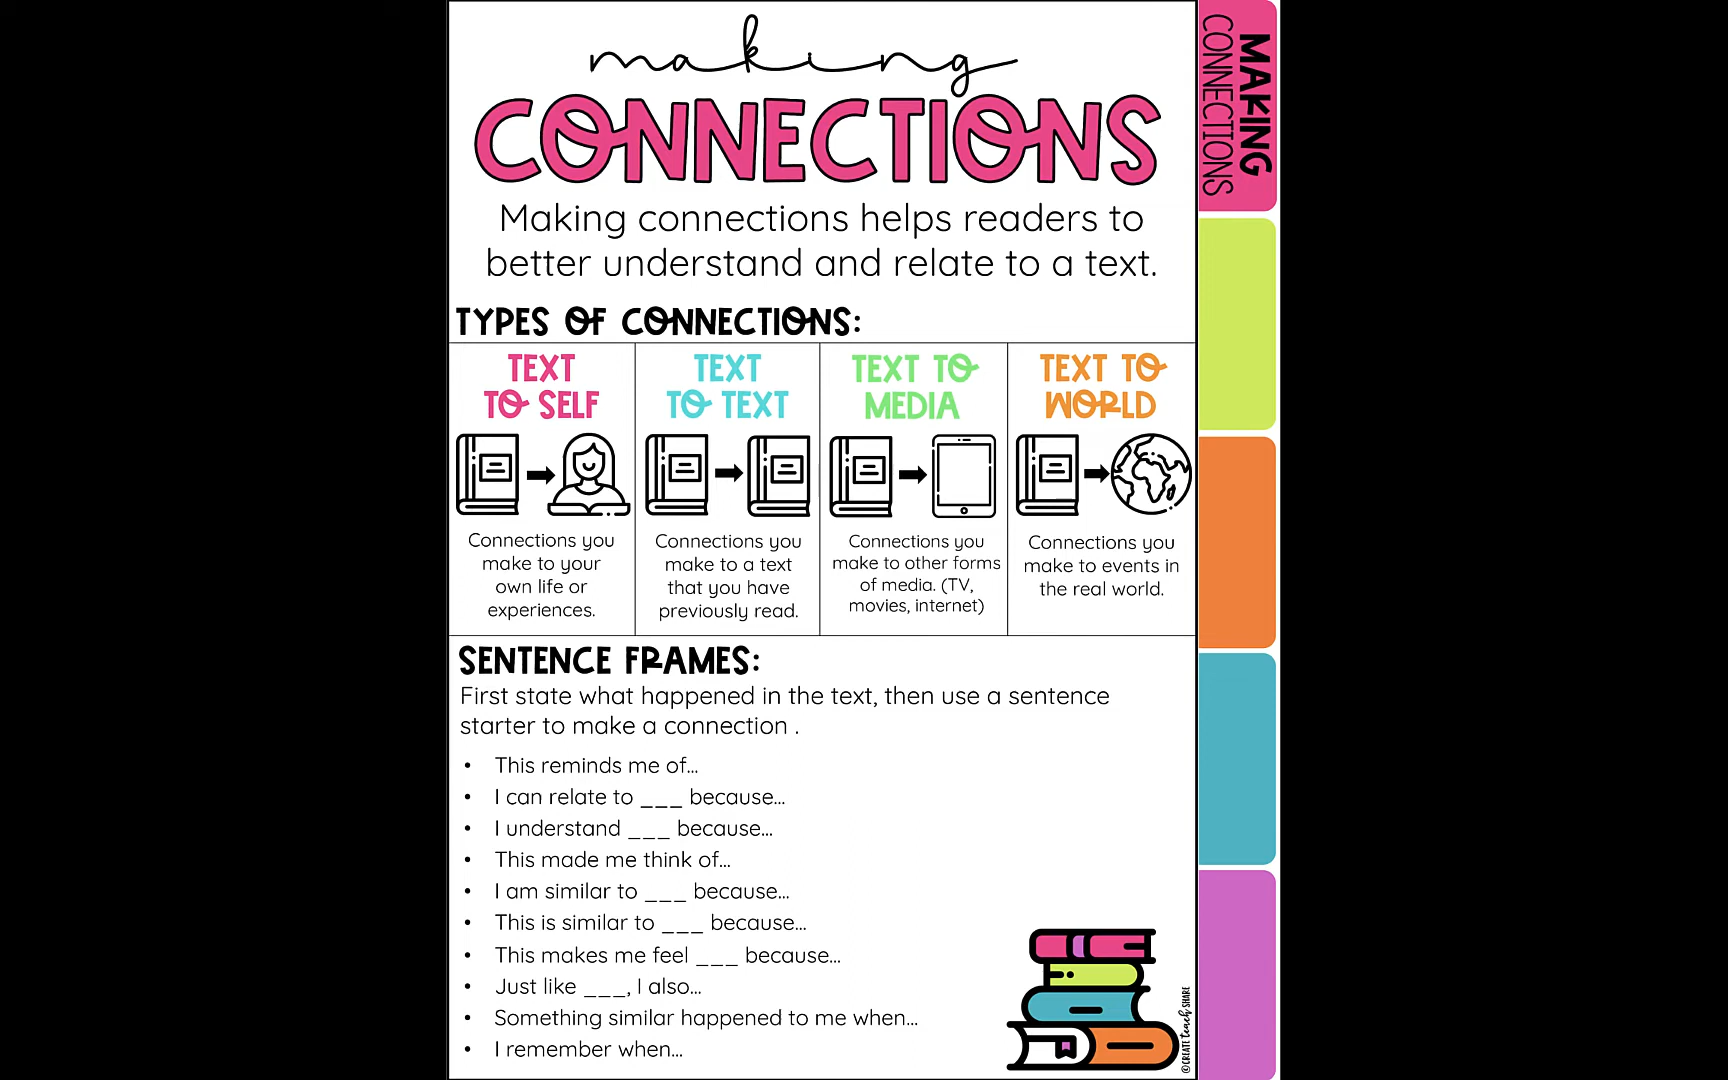 making
CONNECTIONS
Making connections helps readers to
better understand and relate to a text.
TYPES OF CONNECTIONS:
TEXT
TO SELF
Connections you
make to your
own life or
experiences.
TEXT
TO TEXT
Connections you
make to a text
that you have
previously read.
TEXT TO
MEDIA
Connections you
make to other forms
of media. (TV,
movies, internet)
TEXT TO
WORLD
Connections you
make to events in
the real world.
SENTENCE FRAMES:
First state what happened in the text, then use a sentence
starter to make a connection .
• This reminds me of...
• I can relate to ___ because...
• I understand ___ because...
• This made me think of...
• I am similar to ___ because...
• This is similar to ___ because...
• This makes me feel ___ because...
• Just like ___, I also...
• Something similar happened to me when...
• I remember when...
©CREATE teach SHARE
MAKING
CONNECTIONS